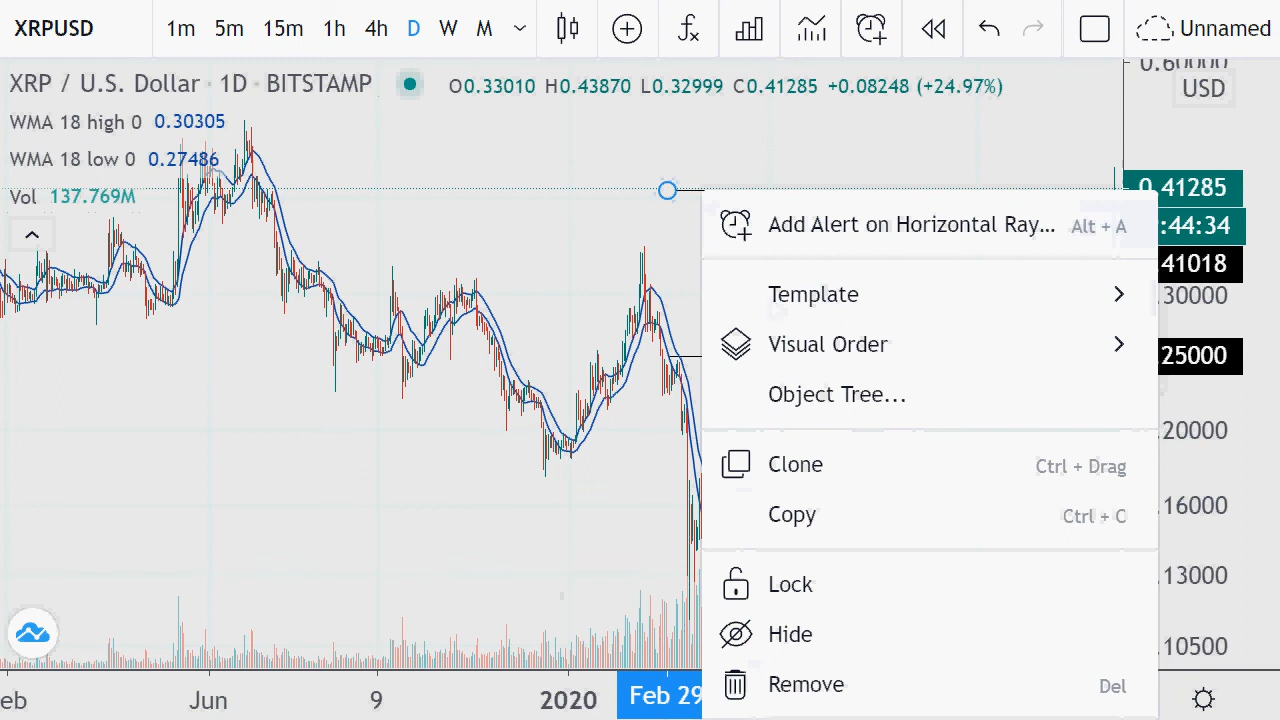 XRPUSD 1m 5m 15m 1h 4h D W M Unnamed
XRP / U.S. Dollar · 1D · BITSTAMP O0.33010 H0.43870 L0.32999 C0.41285 +0.08248 (+24.97%)
USD
WMA 18 high 0 0.30305
WMA 18 low 0 0.27486
Vol 137.769M
0.41285
:44:34
.41018
.30000
.25000
.20000
.16000
.13000
.10500
Add Alert on Horizontal Ray... Alt + A
Template
Visual Order
Object Tree...
Clone Ctrl + Drag
Copy Ctrl + C
Lock
Hide
Remove Del
eb Jun 9 2020 Feb 29